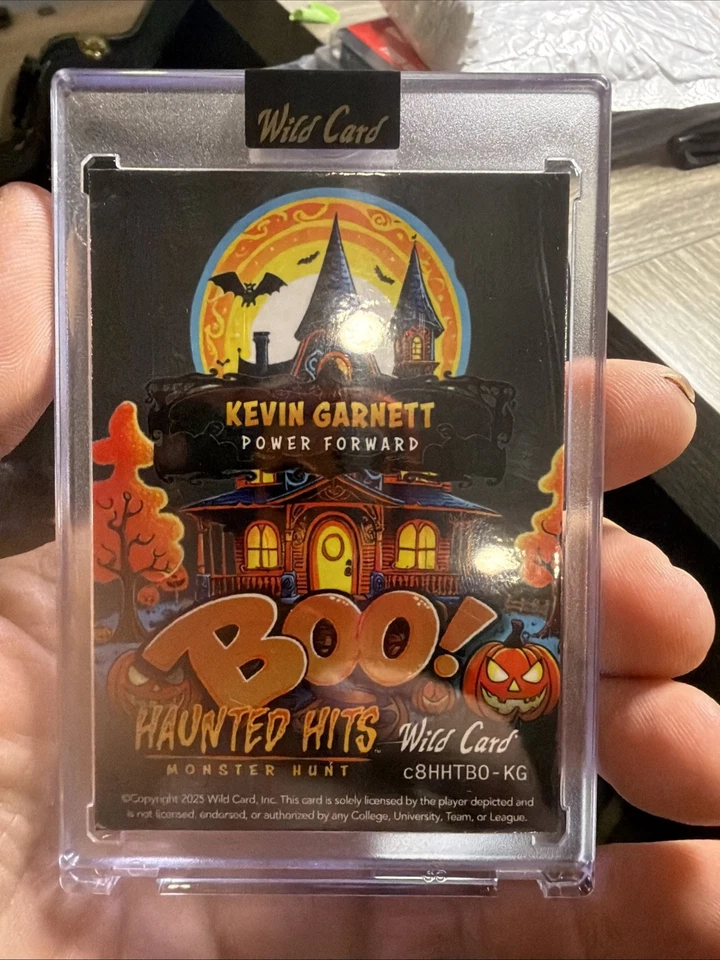 Wild Card
KEVIN GARNETT
POWER FORWARD
BOO!
HAUNTED HITS™
Wild Card
MONSTER HUNT
c8HHTBO-KG
©Copyright 2025 Wild Card, Inc. This card is solely licensed by the player depicted and
is not licensed, endorsed, or authorized by any College, University, Team, or League.